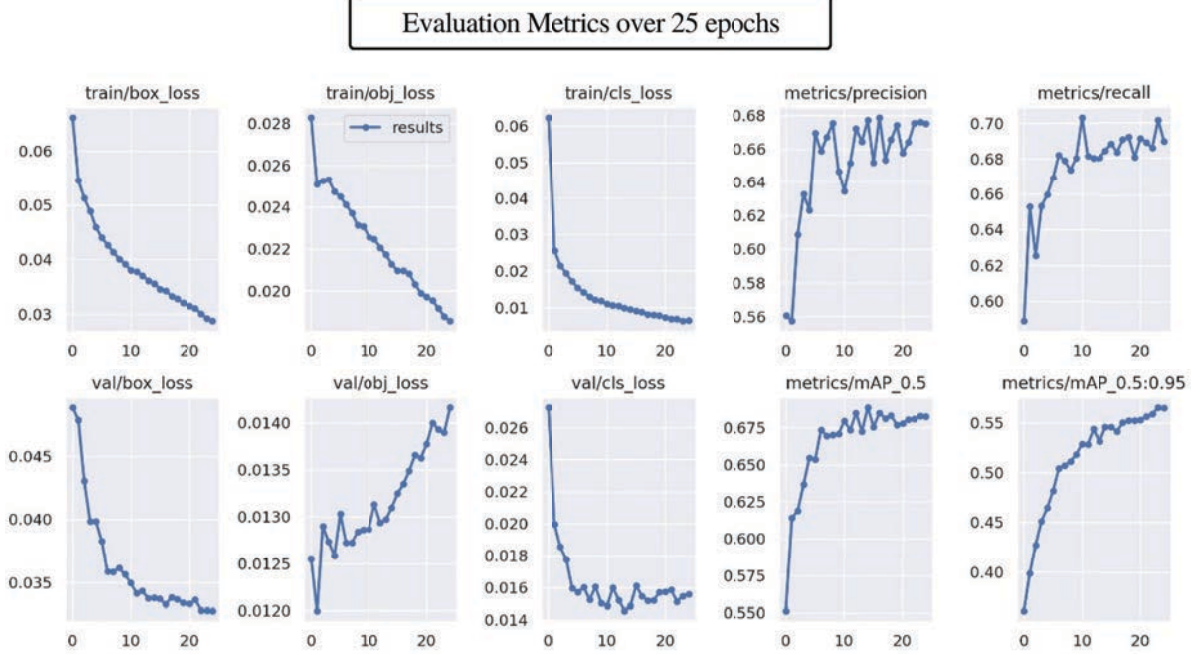 Evaluation Metrics over 25 epochs
train/box_loss
0.06
0.05
0.04
0.03
0 10 20
train/obj_loss
results
0.028
0.026
0.024
0.022
0.020
0 10 20
train/cls_loss
0.06
0.05
0.04
0.03
0.02
0.01
0 10 20
metrics/precision
0.68
0.66
0.64
0.62
0.60
0.58
0.56
0 10 20
metrics/recall
0.70
0.68
0.66
0.64
0.62
0.60
0 10 20
val/box_loss
0.045
0.040
0.035
0 10 20
val/obj_loss
0.0140
0.0135
0.0130
0.0125
0.0120
0 10 20
val/cls_loss
0.026
0.024
0.022
0.020
0.018
0.016
0.014
0 10 20
metrics/mAP_0.5
0.675
0.650
0.625
0.600
0.575
0.550
0 10 20
metrics/mAP_0.5:0.95
0.55
0.50
0.45
0.40
0 10 20